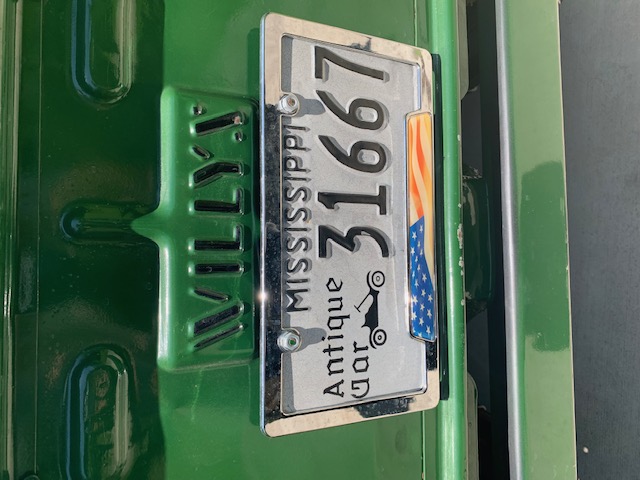 WILLYS
MISSISSIPPI
Antique
Car
31667